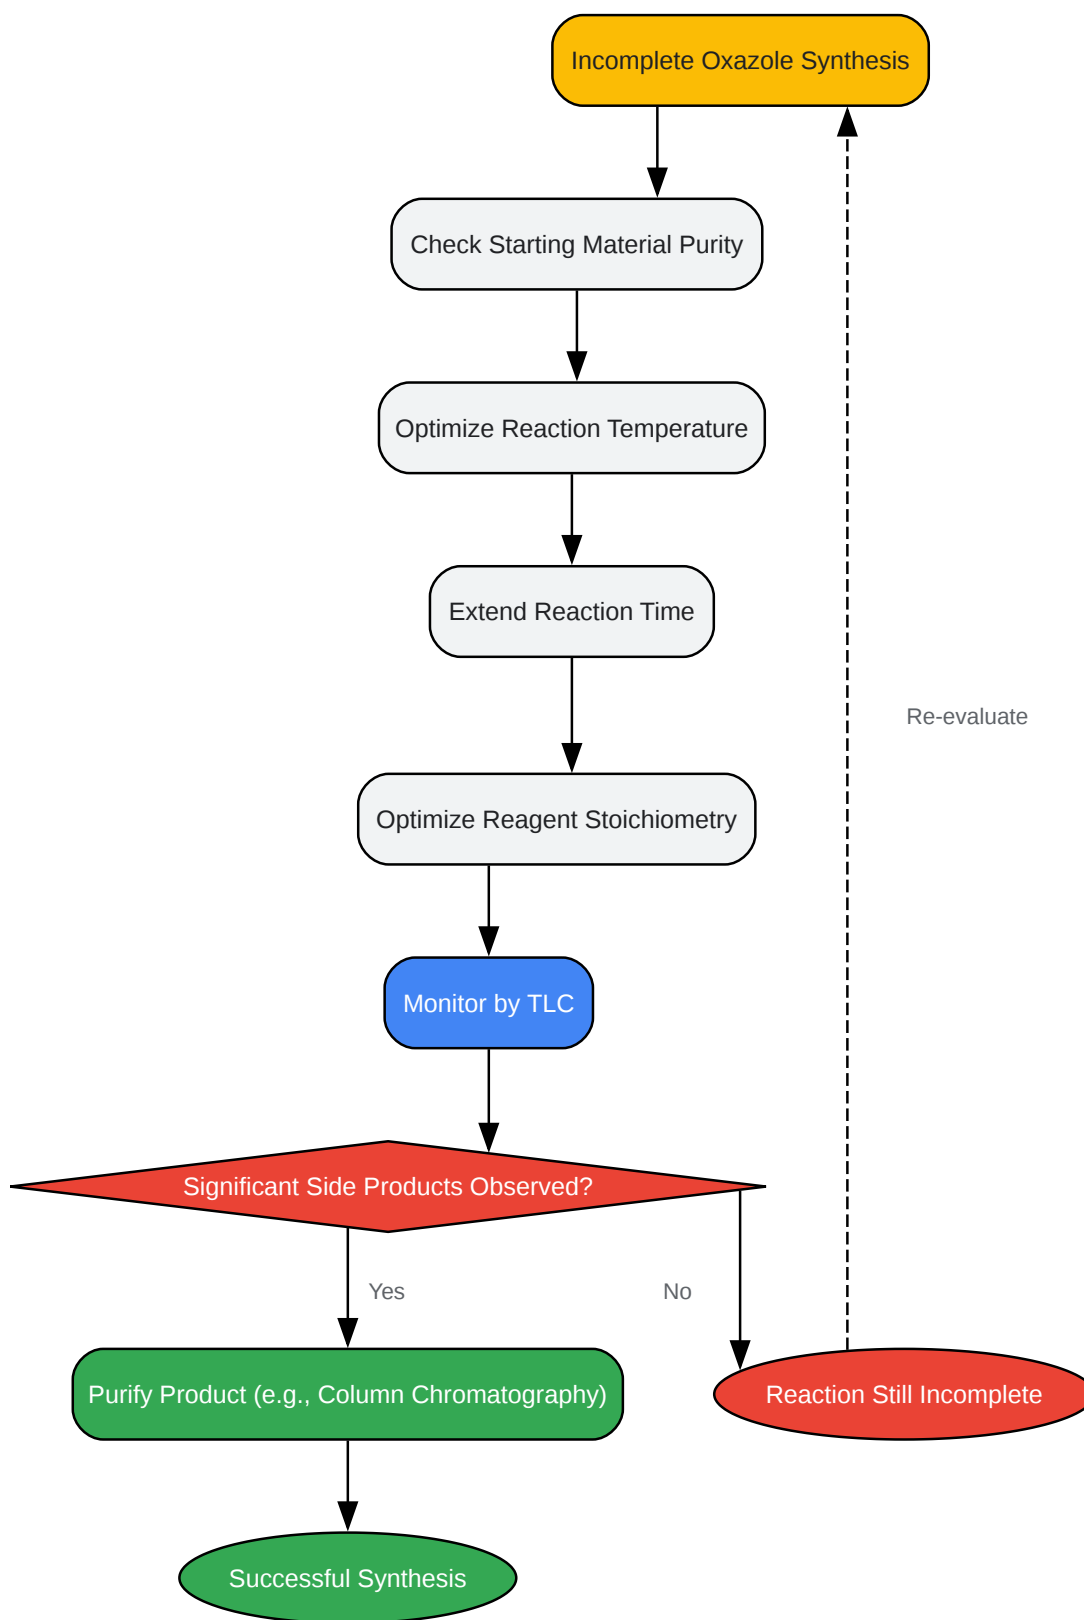 Incomplete Oxazole Synthesis
Check Starting Material Purity
Optimize Reaction Temperature
Extend Reaction Time
Re-evaluate
Optimize Reagent Stoichiometry
Monitor by TLC
Significant Side Products Observed?
Yes
No
Purify Product (e.g., Column Chromatography)
Reaction Still Incomplete
Successful Synthesis